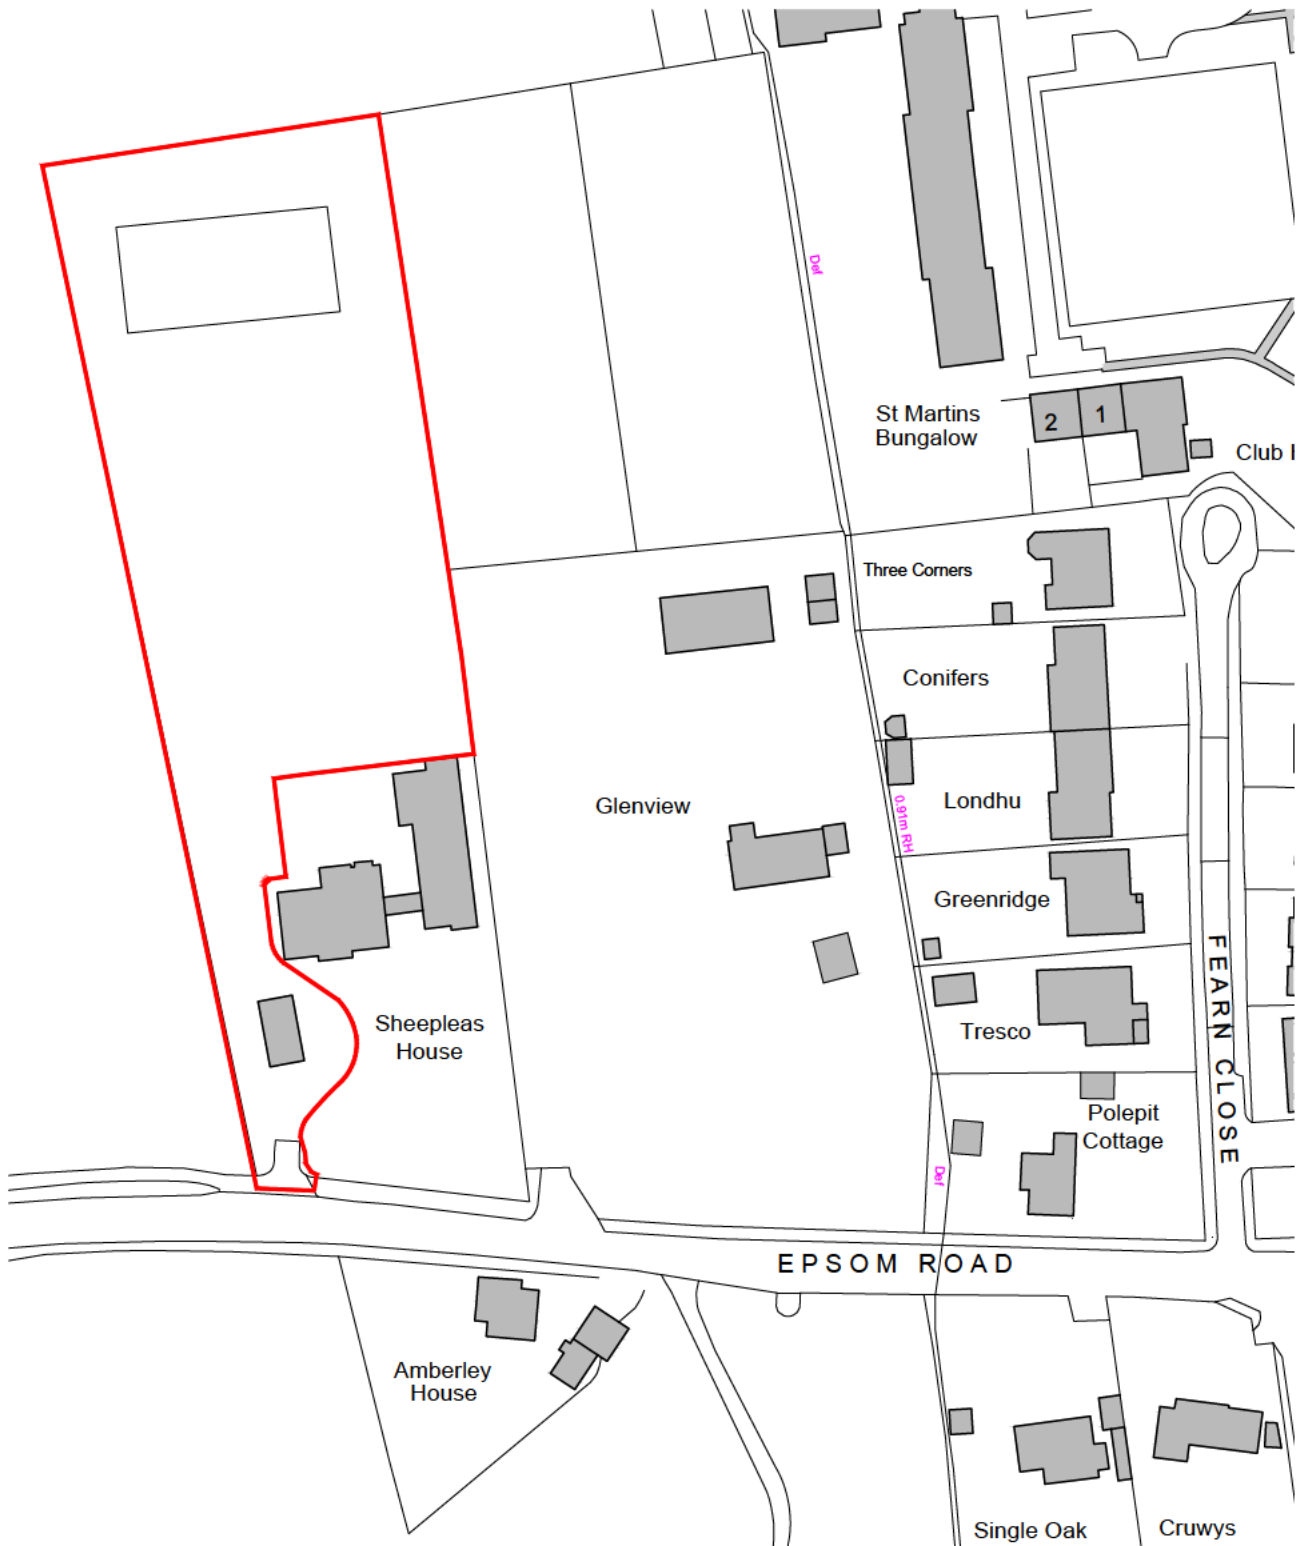 Def
St Martins
Bungalow
2
1
Club
Three Corners
Conifers
0.91m RH
Londhu
Glenview
Greenridge
FEARN CLOSE
Sheepleas
House
Tresco
Polepit
Cottage
Def
EPSOM ROAD
Amberley
House
Single Oak
Cruwys